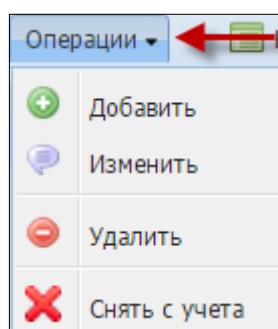 Операции
Добавить
Изменить
Удалить
Снять с учета